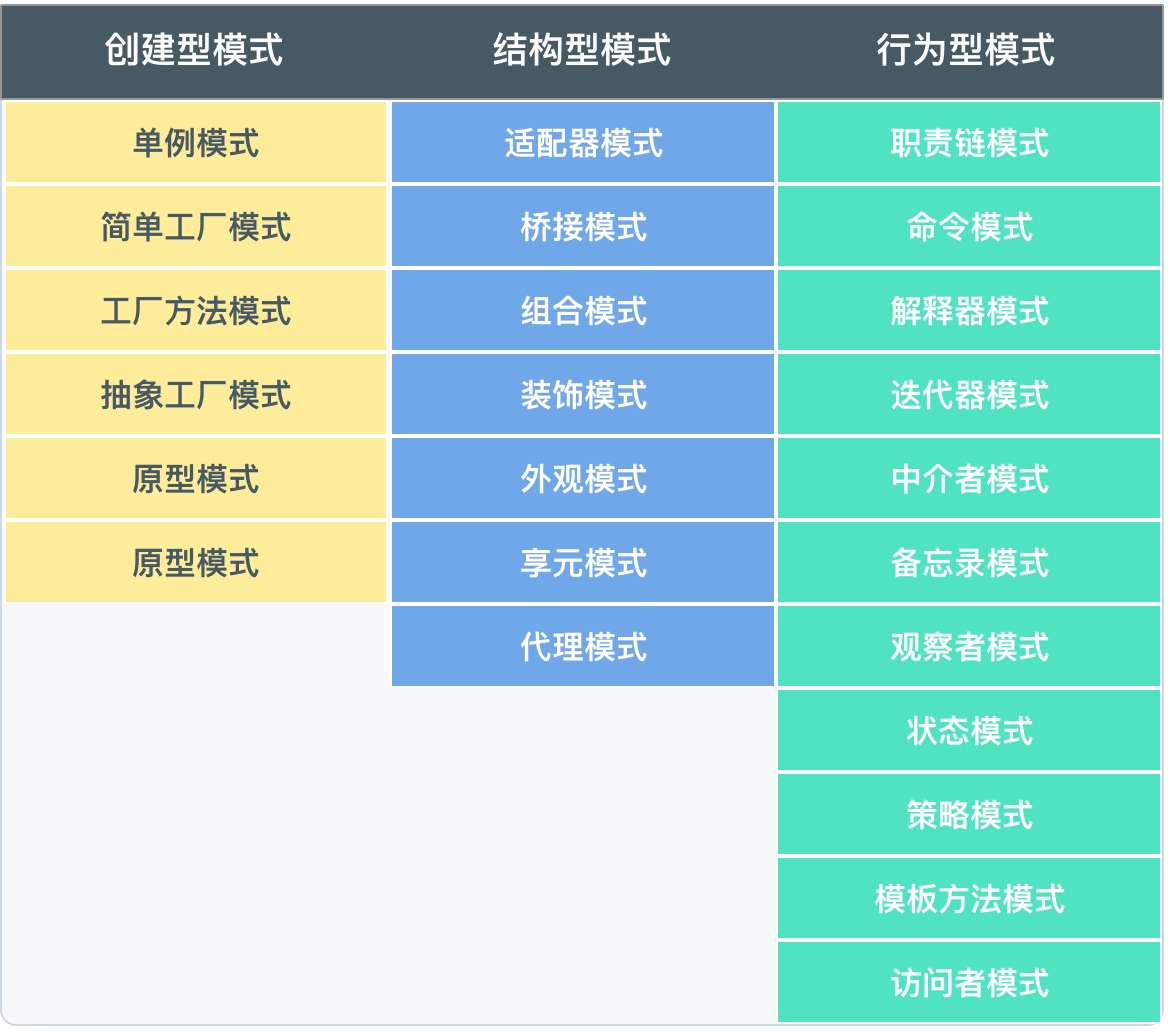 创建型模式 结构型模式 行为型模式
单例模式 适配器模式 职责链模式
简单工厂模式 桥接模式 命令模式
工厂方法模式 组合模式 解释器模式
抽象工厂模式 装饰模式 迭代器模式
原型模式 外观模式 中介者模式
原型模式 享元模式 备忘录模式
代理模式 观察者模式
状态模式
策略模式
模板方法模式
访问者模式